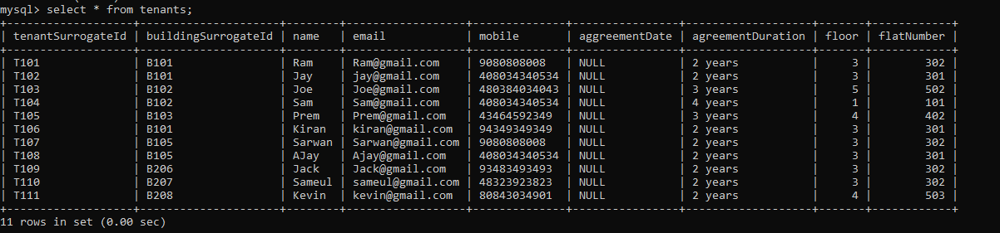 mysql> select * from tenants;
+-------------------+---------------------+--------+------------------+--------------+----------------+-------------------+-------+------------+
| tenantSurrogateId | buildingSurrogateId | name   | email            | mobile       | aggreementDate | agreementDuration | floor | flatNumber |
+-------------------+---------------------+--------+------------------+--------------+----------------+-------------------+-------+------------+
| T101              | B101                | Ram    | Ram@gmail.com    | 9080808008   | NULL           | 2 years           |     3 |        302 |
| T102              | B101                | Jay    | jay@gmail.com    | 408034340534 | NULL           | 2 years           |     3 |        301 |
| T103              | B102                | Joe    | Joe@gmail.com    | 480384034043 | NULL           | 3 years           |     5 |        502 |
| T104              | B102                | Sam    | Sam@gmail.com    | 408034340534 | NULL           | 4 years           |     1 |        101 |
| T105              | B103                | Prem   | Prem@gmail.com   | 43464592349  | NULL           | 3 years           |     4 |        402 |
| T106              | B101                | Kiran  | kiran@gmail.com  | 94349349349  | NULL           | 2 years           |     3 |        301 |
| T107              | B105                | Sarwan | Sarwan@gmail.com | 9080808008   | NULL           | 2 years           |     3 |        302 |
| T108              | B105                | AJay   | Ajay@gmail.com   | 408034340534 | NULL           | 2 years           |     3 |        301 |
| T109              | B206                | Jack   | Jack@gmail.com   | 93483493493  | NULL           | 2 years           |     3 |        302 |
| T110              | B207                | Sameul | sameul@gmail.com | 48323923823  | NULL           | 2 years           |     3 |        302 |
| T111              | B208                | Kevin  | kevin@gmail.com  | 80843034901  | NULL           | 2 years           |     4 |        503 |
+-------------------+---------------------+--------+------------------+--------------+----------------+-------------------+-------+------------+
11 rows in set (0.00 sec)